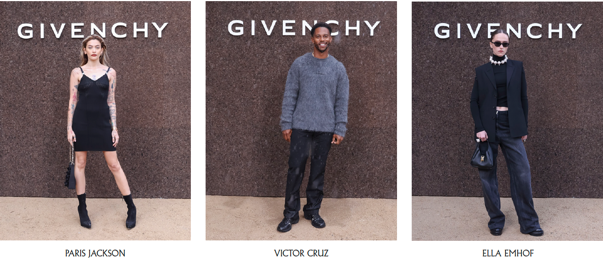 GIVENCHY
GIVENCHY
GIVENCHY
PARIS JACKSON
VICTOR CRUZ
ELLA EMHOF